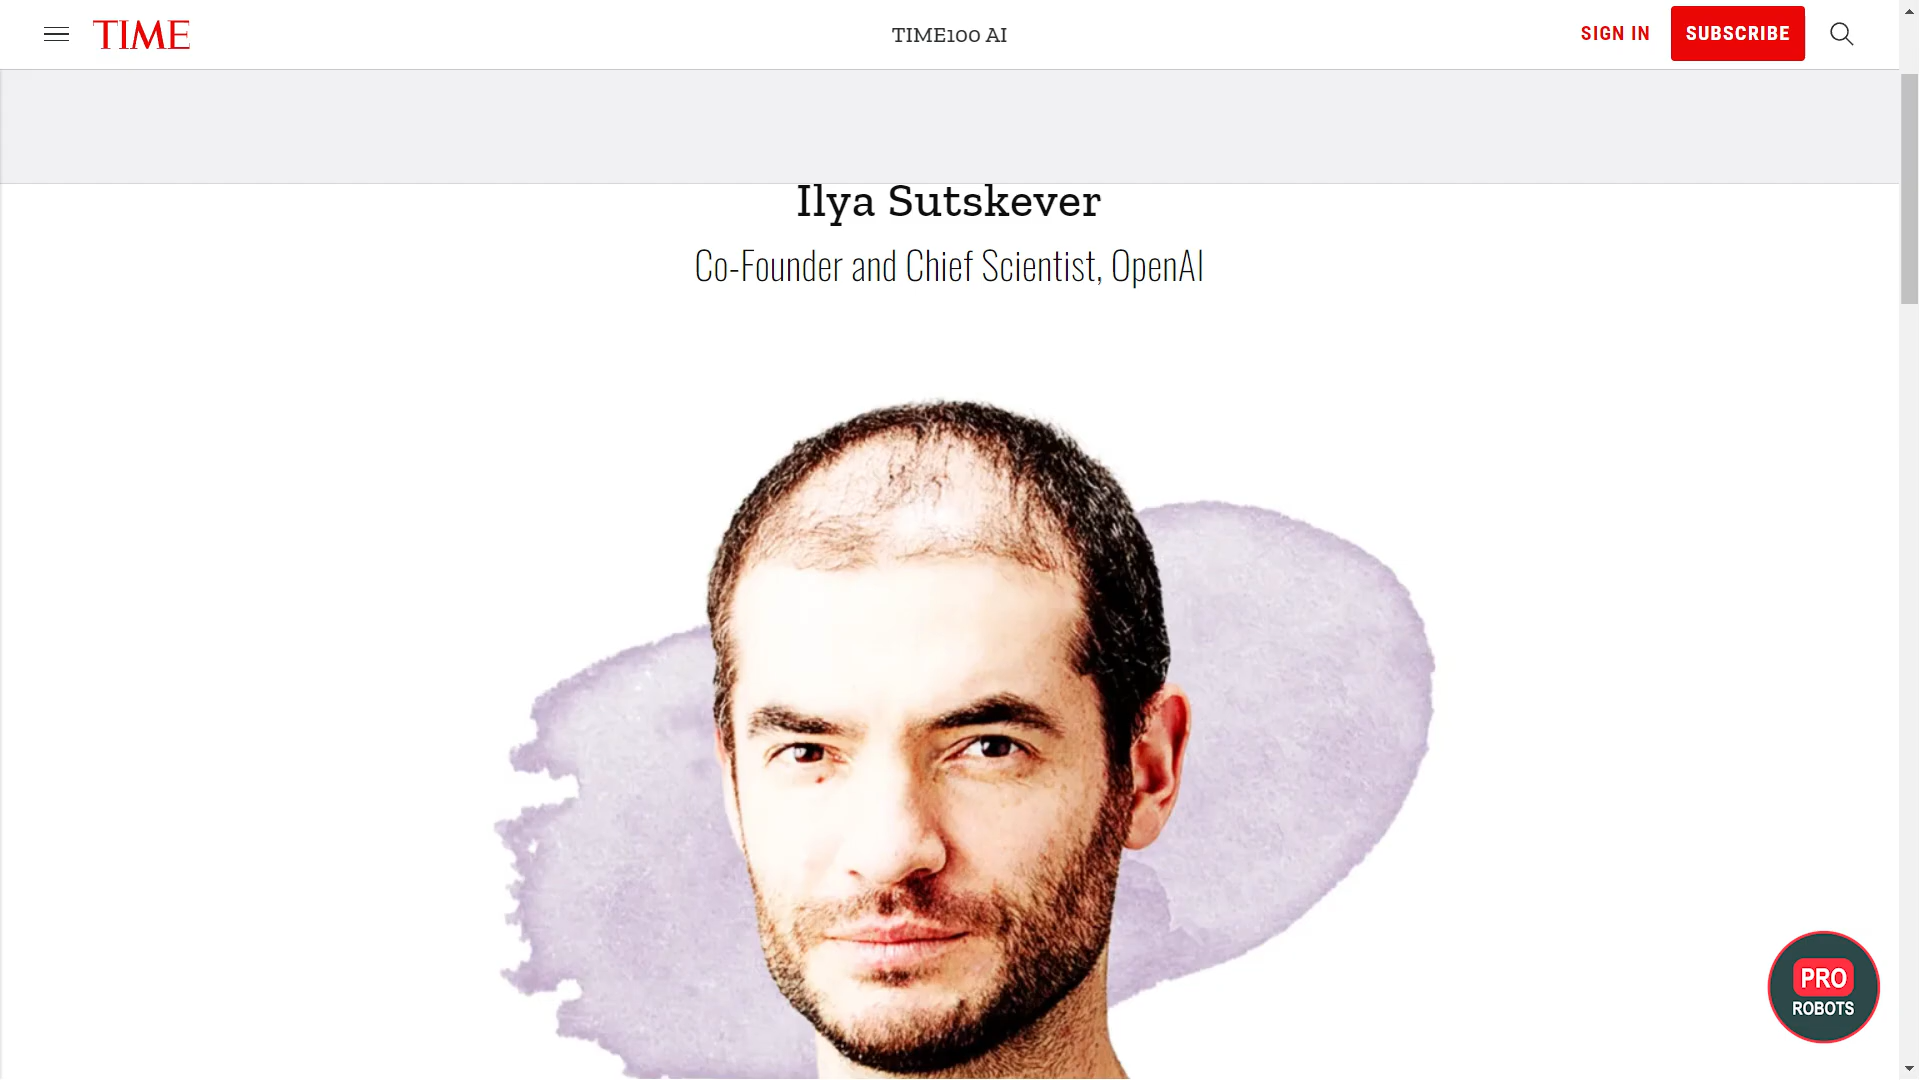 TIME
TIME100 AI
SIGN IN
SUBSCRIBE
Ilya Sutskever
Co-Founder and Chief Scientist, OpenAI
PRO
ROBOTS